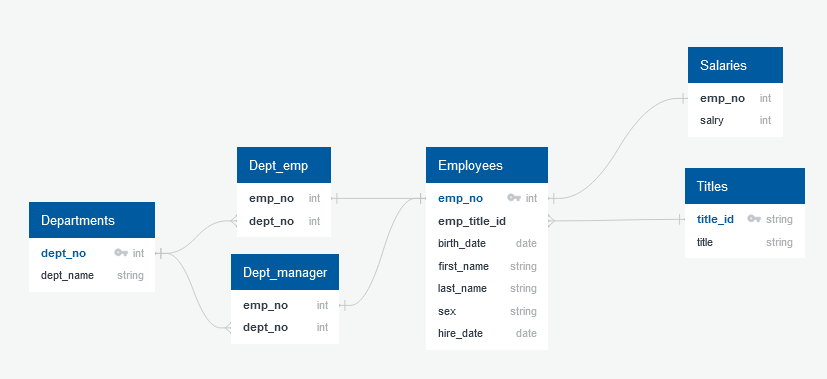 Salaries
emp_no int
salry int
Dept_emp
emp_no int
dept_no int
Employees
emp_no int
emp_title_id
birth_date date
first_name string
last_name string
sex string
hire_date date
Titles
title_id string
title string
Departments
dept_no int
dept_name string
Dept_manager
emp_no int
dept_no int